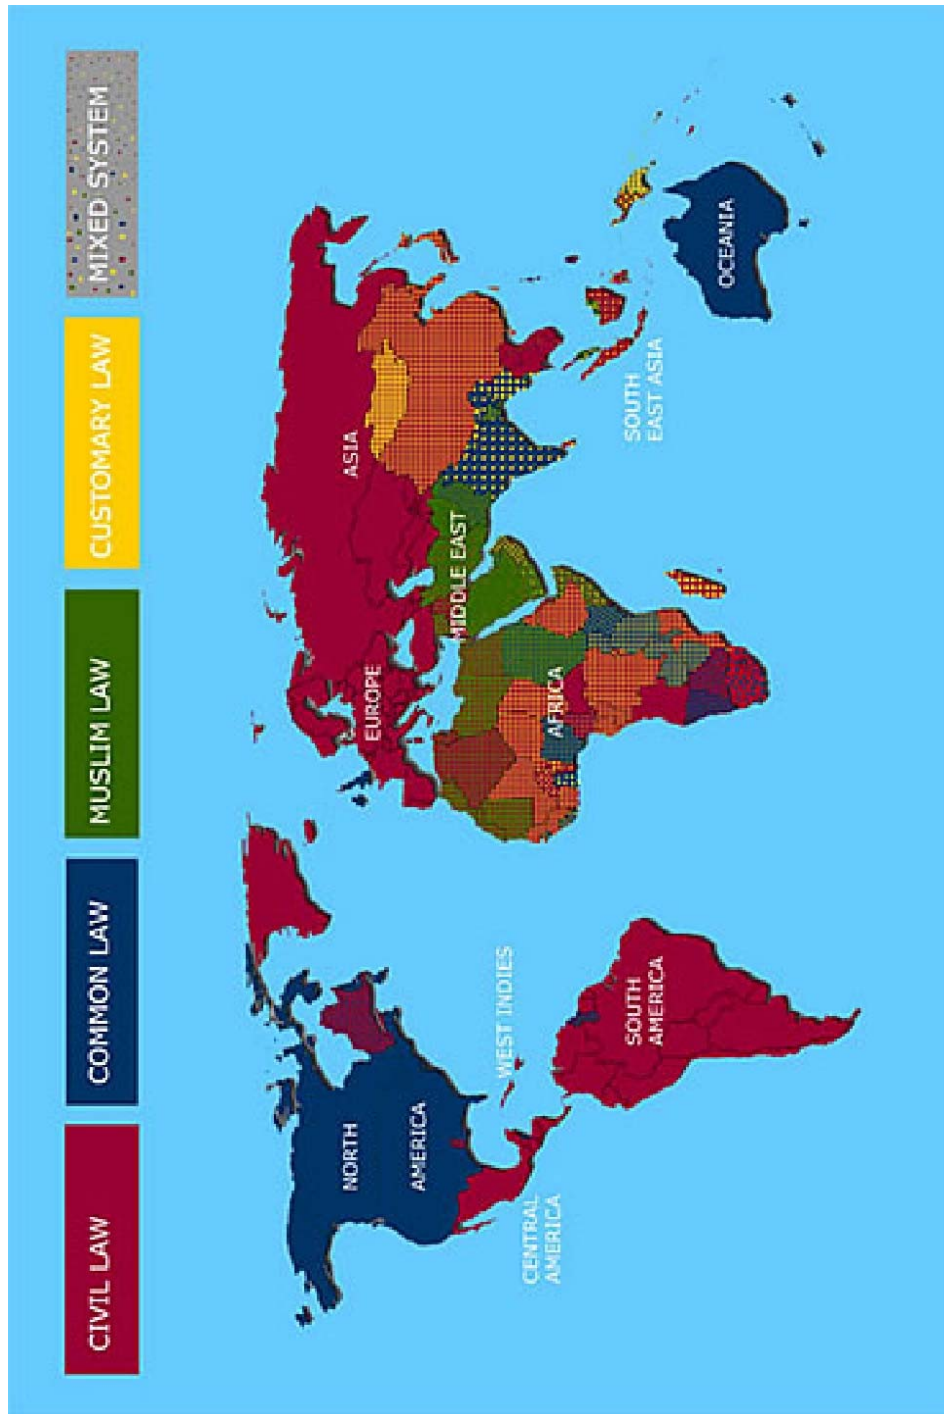 CIVIL LAW
COMMON LAW
MUSLIM LAW
CUSTOMARY LAW
MIXED SYSTEM
NORTH
AMERICA
CENTRAL
AMERICA
WEST INDIES
SOUTH
AMERICA
EUROPE
ASIA
MIDDLE EAST
AFRICA
SOUTH
EAST ASIA
OCEANIA